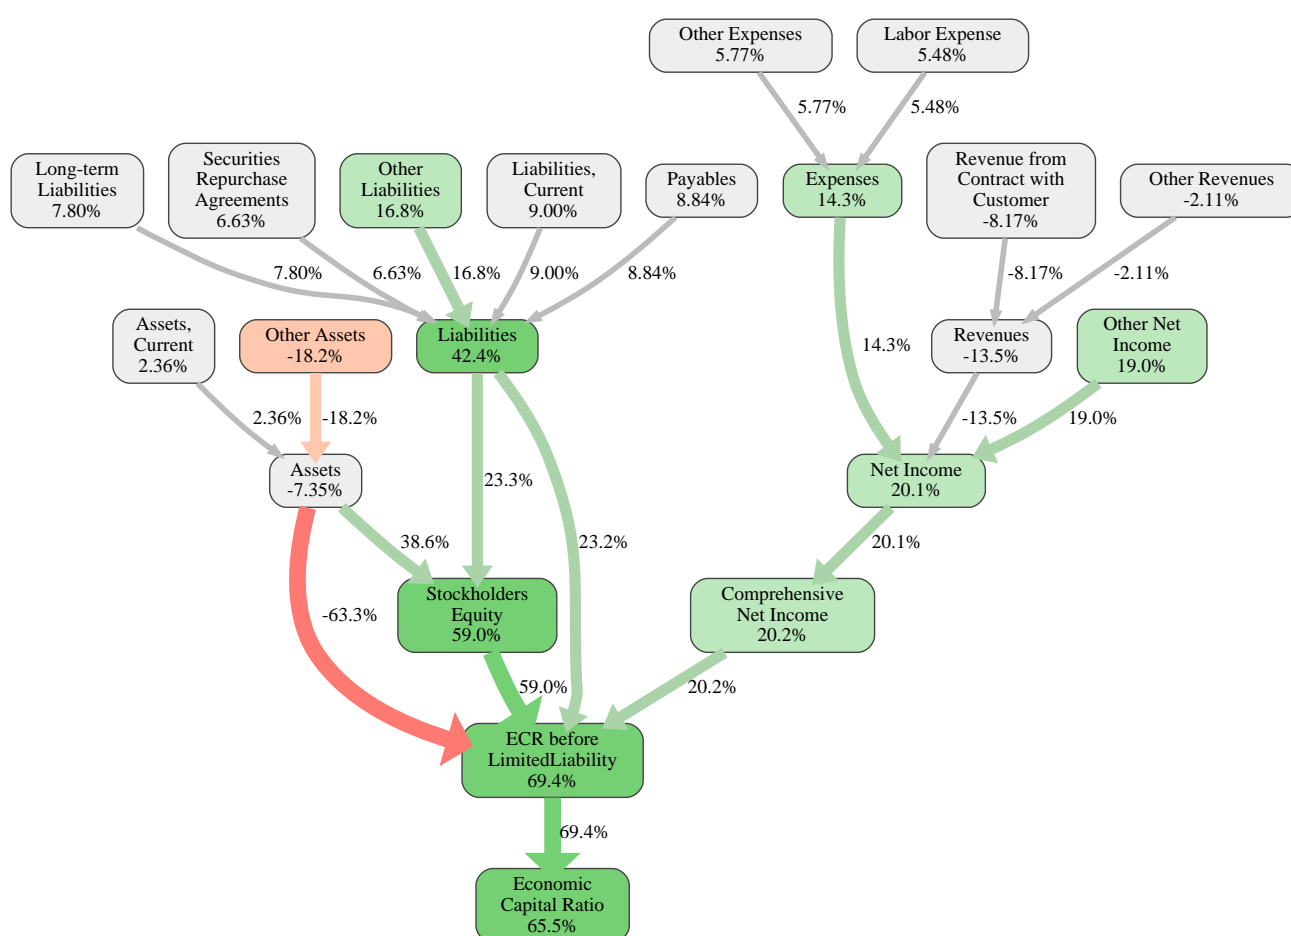 Other Expenses
5.77%
Labor Expense
5.48%
5.77%
5.48%
Long-term
Liabilities
7.80%
Securities
Repurchase
Agreements
6.63%
Other
Liabilities
16.8%
Liabilities,
Current
9.00%
Payables
8.84%
Expenses
14.3%
Revenue from
Contract with
Customer
-8.17%
Other Revenues
-2.11%
7.80%
6.63%
16.8%
9.00%
8.84%
-8.17%
-2.11%
Assets,
Current
2.36%
Other Assets
-18.2%
Liabilities
42.4%
14.3%
Revenues
-13.5%
Other Net
Income
19.0%
2.36%
-18.2%
-13.5%
19.0%
Assets
-7.35%
23.3%
Net Income
20.1%
38.6%
23.2%
20.1%
-63.3%
Stockholders
Equity
59.0%
Comprehensive
Net Income
20.2%
59.0%
20.2%
ECR before
LimitedLiability
69.4%
69.4%
Economic
Capital Ratio
65.5%